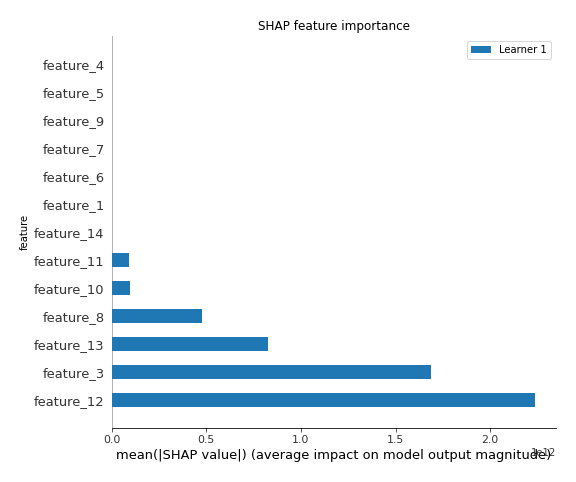 SHAP feature importance
Learner 1
feature_4
feature_5
feature_9
feature_7
feature_6
feature_1
feature_14
feature_11
feature_10
feature_8
feature_13
feature_3
feature_12
feature
0.0 0.5 1.0 1.5 2.0
1e12
mean(|SHAP value|) (average impact on model output magnitude)